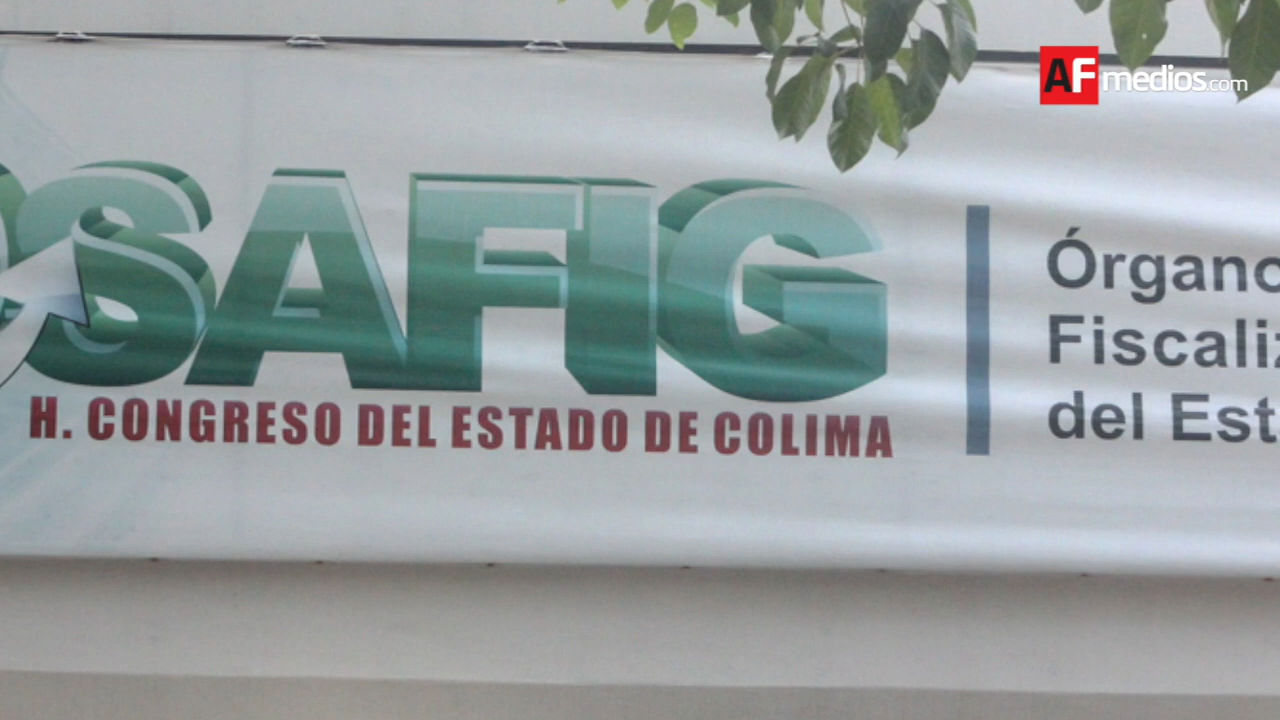 AFmedios.com
OSAFIG
H. CONGRESO DEL ESTADO DE COLIMA
Órgano
Fiscaliz
del Est